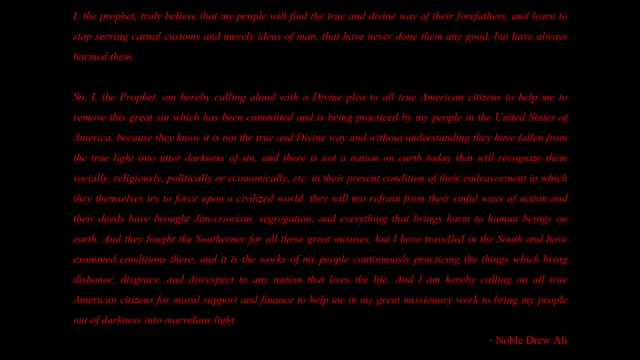 I, the prophet, truly believe that my people will find the true and divine way of their forefathers, and learn to
stop serving carnal customs and merely ideas of man, that have never done them any good, but have always
harmed them.
So, I, the Prophet, am hereby calling aloud with a Divine plea to all true American citizens to help me to
remove this great sin which has been committed and is being practiced by my people in the United States of
America, because they know it is not the true and Divine way and without understanding they have fallen from
the true light into utter darkness of sin, and there is not a nation on earth today that will recognize them
socially, religiously, politically or economically, etc. in their present condition of their endeavorment in which
they themselves try to force upon a civilized world, they will not refrain from their sinful ways of action and
their deeds have brought Jim-crowism, segregation, and everything that brings harm to human beings on
earth. And they fought the Southerner for all these great misuses, but I have travelled in the South and have
examined conditions there, and it is the works of my people continuously practicing the things which bring
dishonor, disgrace, and disrespect to any nation that lives the life. And I am hereby calling on all true
American citizens for moral support and finance to help me in my great missionary work to bring my people
out of darkness into marvelous light.
- Noble Drew Ali